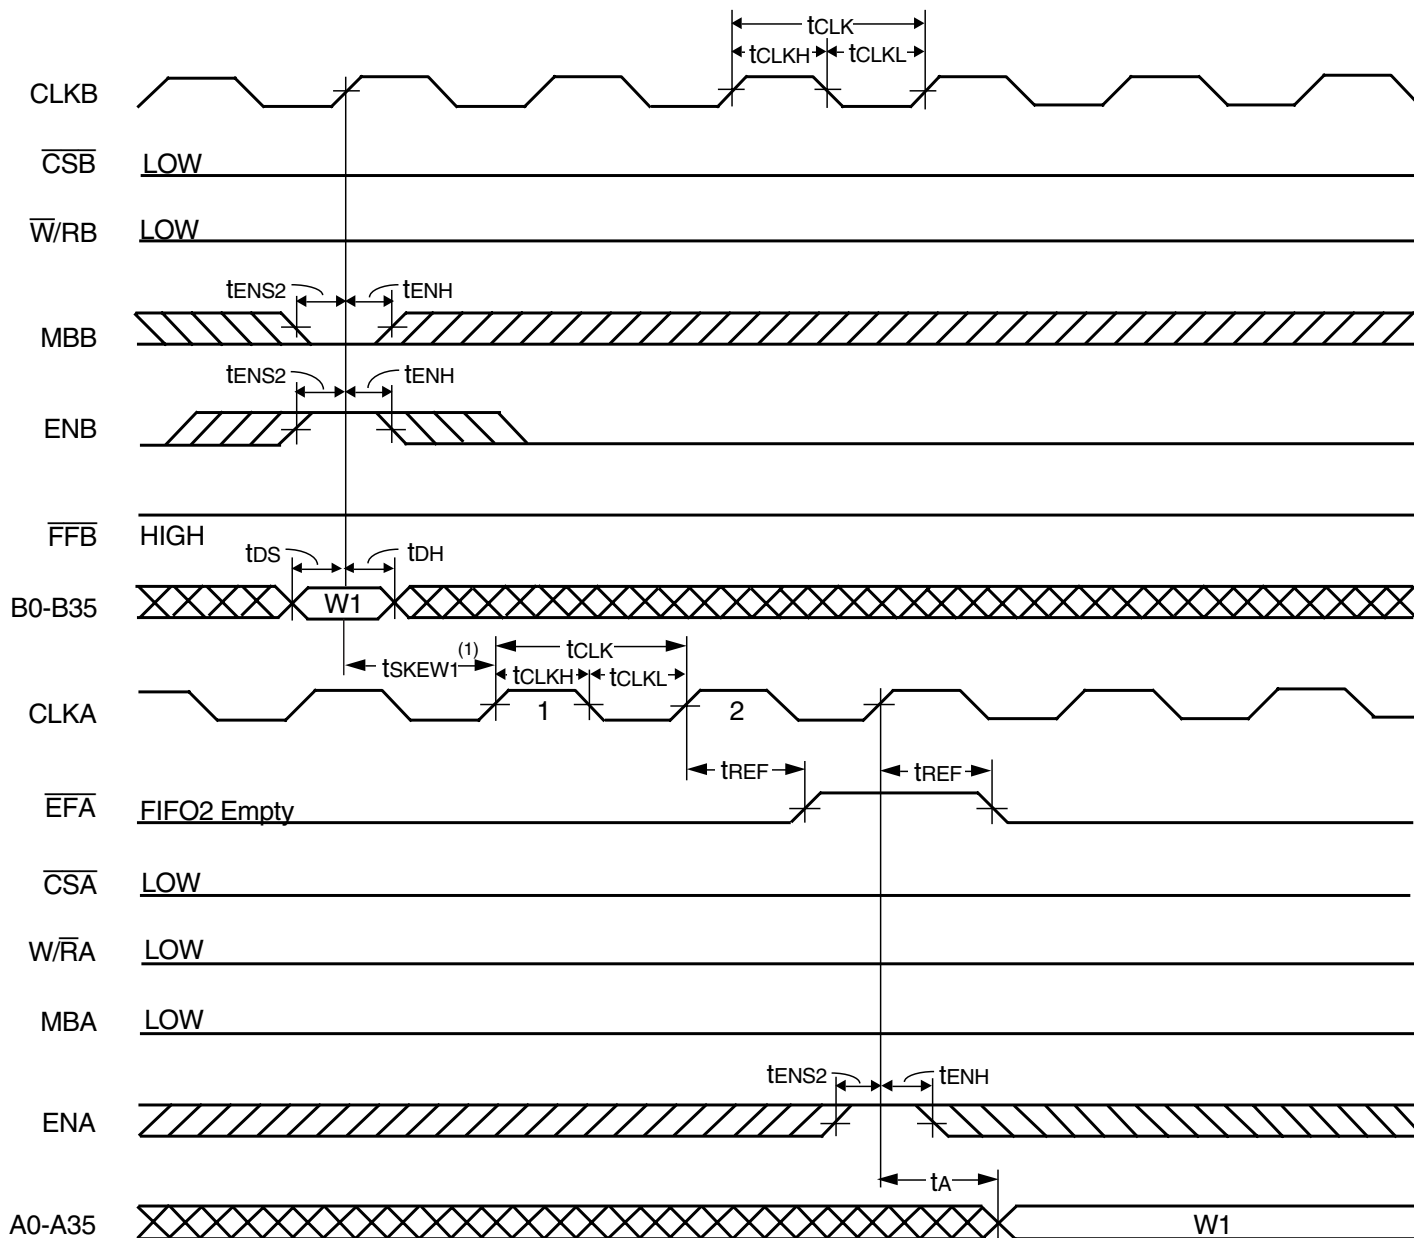 tCLK
tCLKH tCLKL
CLKB
CSB LOW
W/RB LOW
tENS2 tENH
MBB
tENS2 tENH
ENB
FFB HIGH
tDS tDH
B0-B35 W1
tSKEW1(1) tCLK
tCLKH tCLKL
CLKA 1 2
tREF tREF
EFA FIFO2 Empty
CSA LOW
W/RA LOW
MBA LOW
tENS2 tENH
ENA
tA
A0-A35 W1